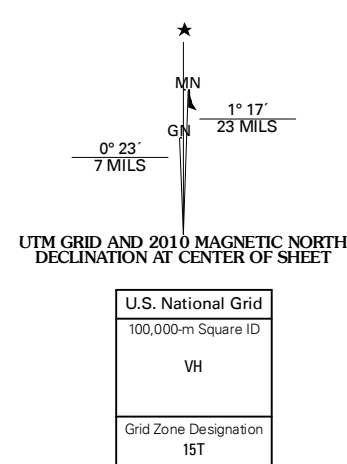 MN
GN
1° 17´
23 MILS
0° 23´
7 MILS
UTM GRID AND 2010 MAGNETIC NORTH
DECLINATION AT CENTER OF SHEET
U.S. National Grid
100,000-m Square ID
VH
Grid Zone Designation
15T